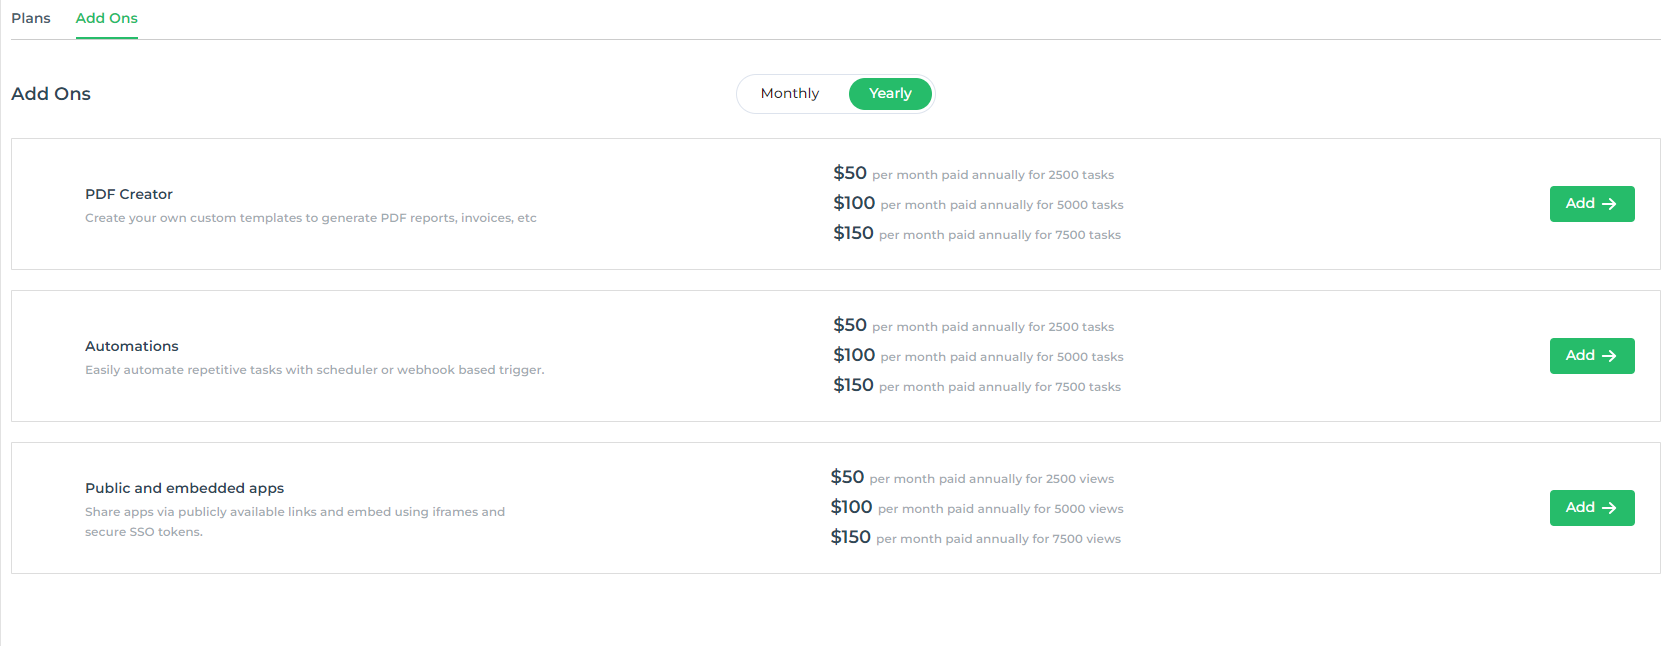 Plans Add Ons
Add Ons
Monthly Yearly
PDF Creator
Create your own custom templates to generate PDF reports, invoices, etc
$50 per month paid annually for 2500 tasks
$100 per month paid annually for 5000 tasks
$150 per month paid annually for 7500 tasks
Add
Automations
Easily automate repetitive tasks with scheduler or webhook based trigger.
$50 per month paid annually for 2500 tasks
$100 per month paid annually for 5000 tasks
$150 per month paid annually for 7500 tasks
Add
Public and embedded apps
Share apps via publicly available links and embed using iframes and
secure SSO tokens.
$50 per month paid annually for 2500 views
$100 per month paid annually for 5000 views
$150 per month paid annually for 7500 views
Add